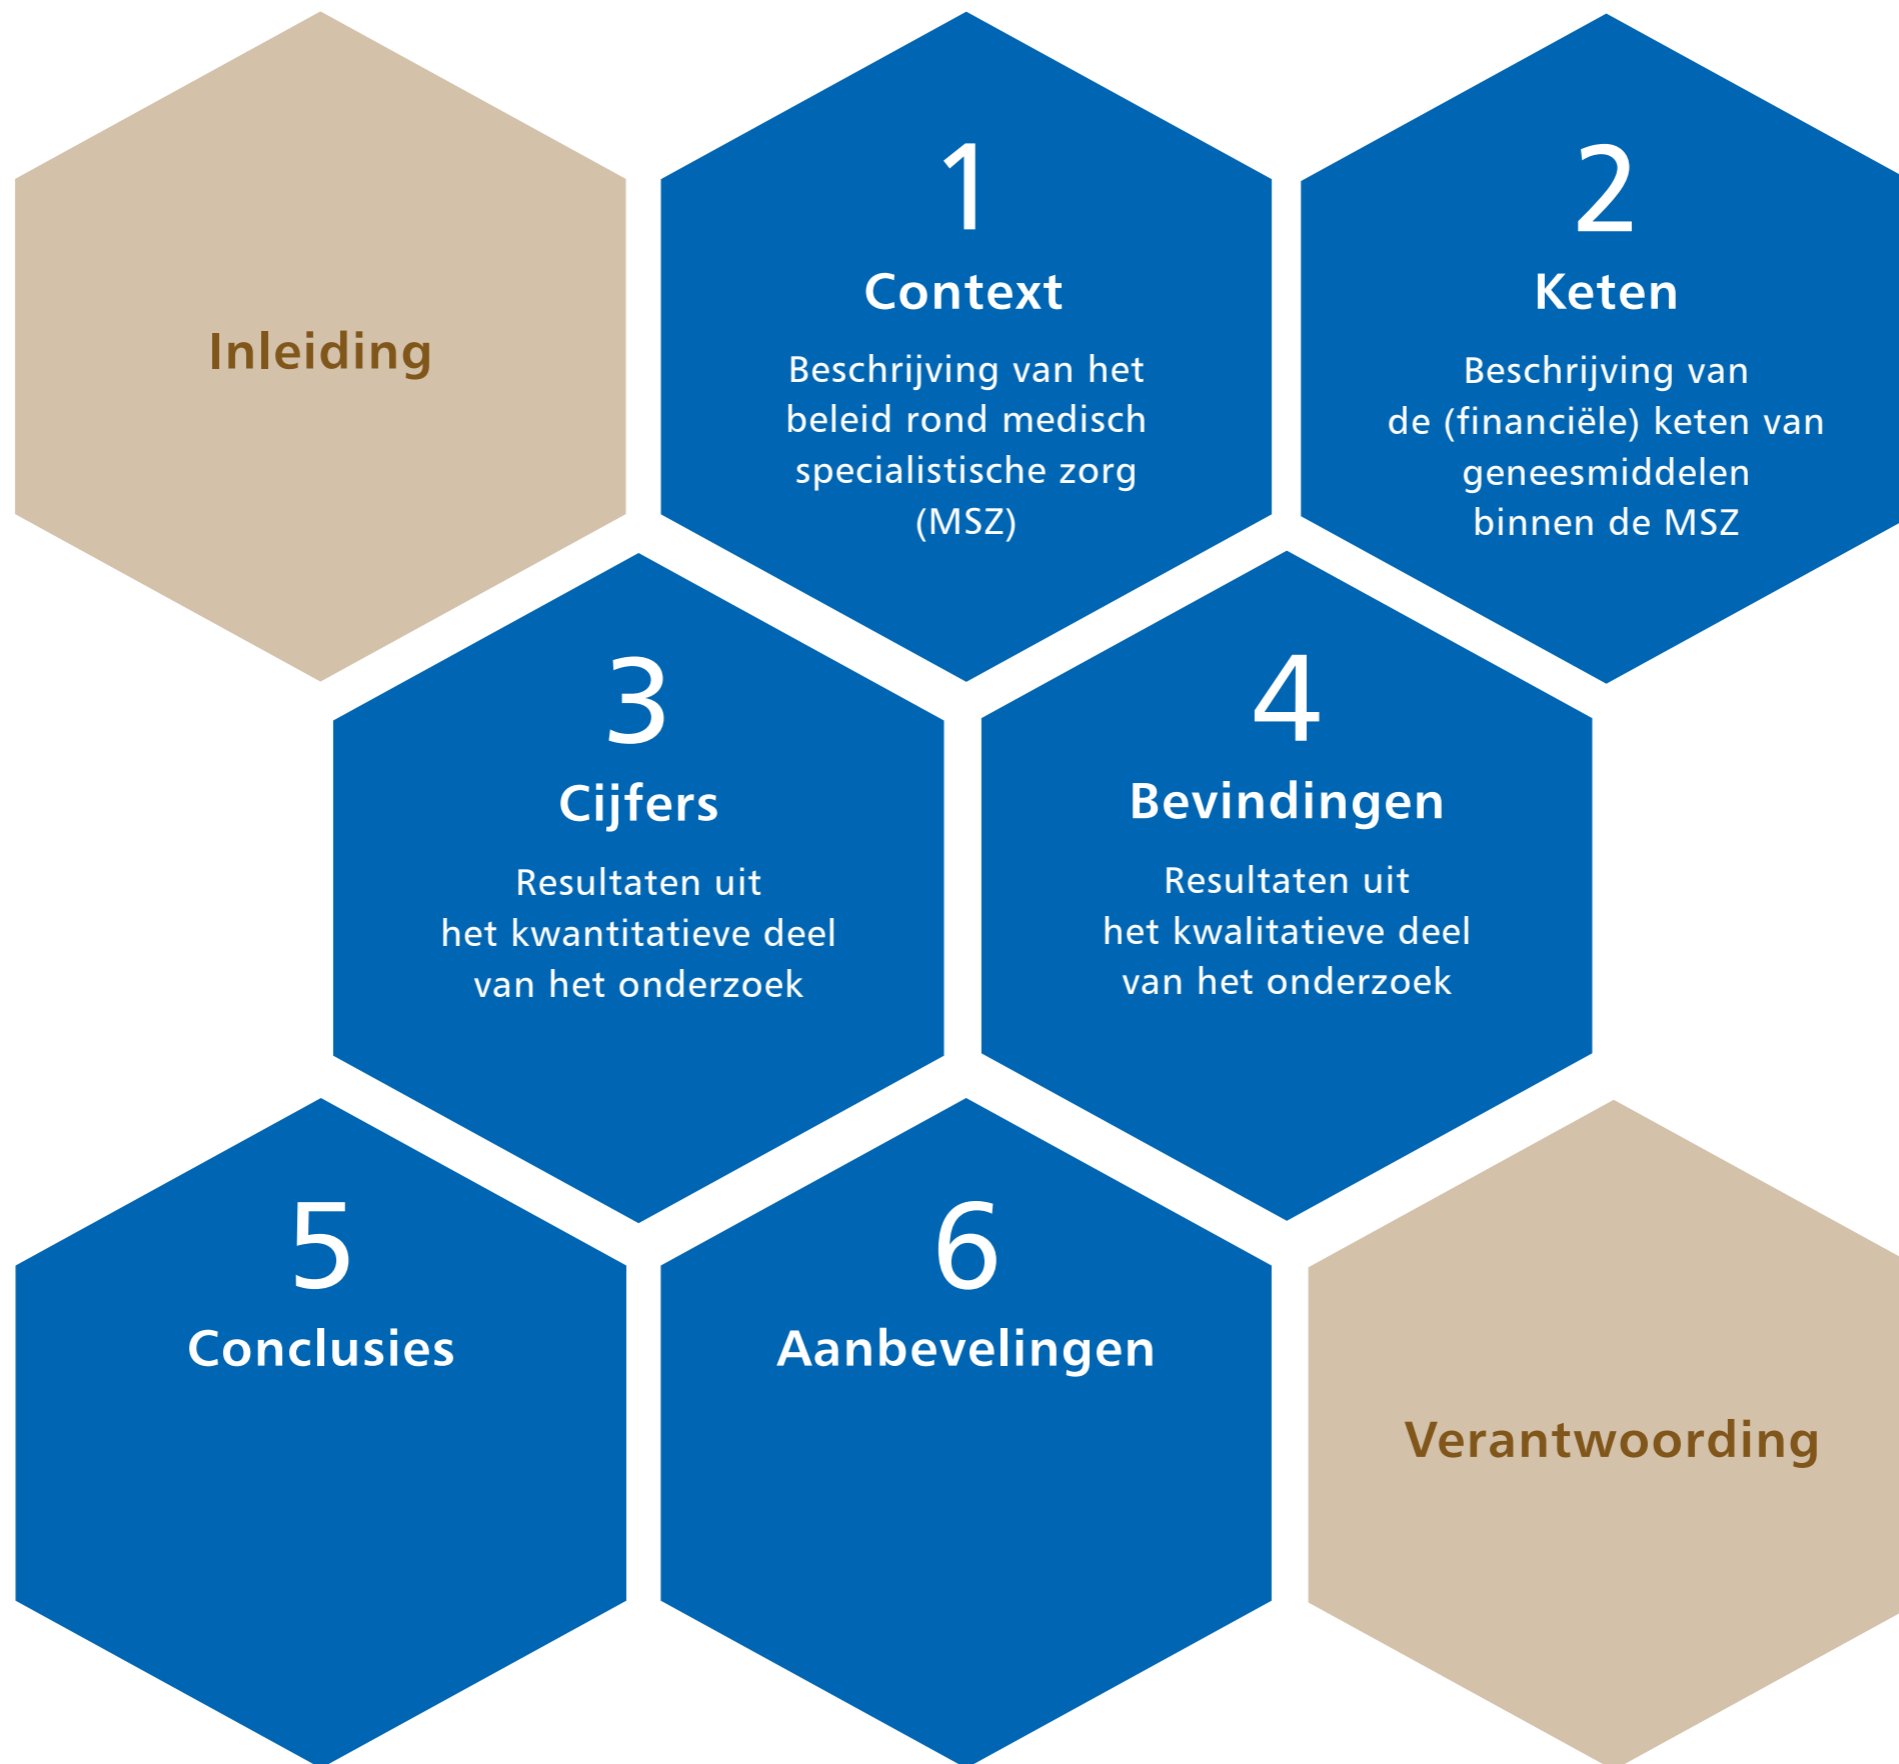 Inleiding
1
Context
Beschrijving van het
beleid rond medisch
specialistische zorg
(MSZ)
2
Keten
Beschrijving van
de (financiële) keten van
geneesmiddelen
binnen de MSZ
3
Cijfers
Resultaten uit
het kwantitatieve deel
van het onderzoek
4
Bevindingen
Resultaten uit
het kwalitatieve deel
van het onderzoek
5
Conclusies
6
Aanbevelingen
Verantwoording